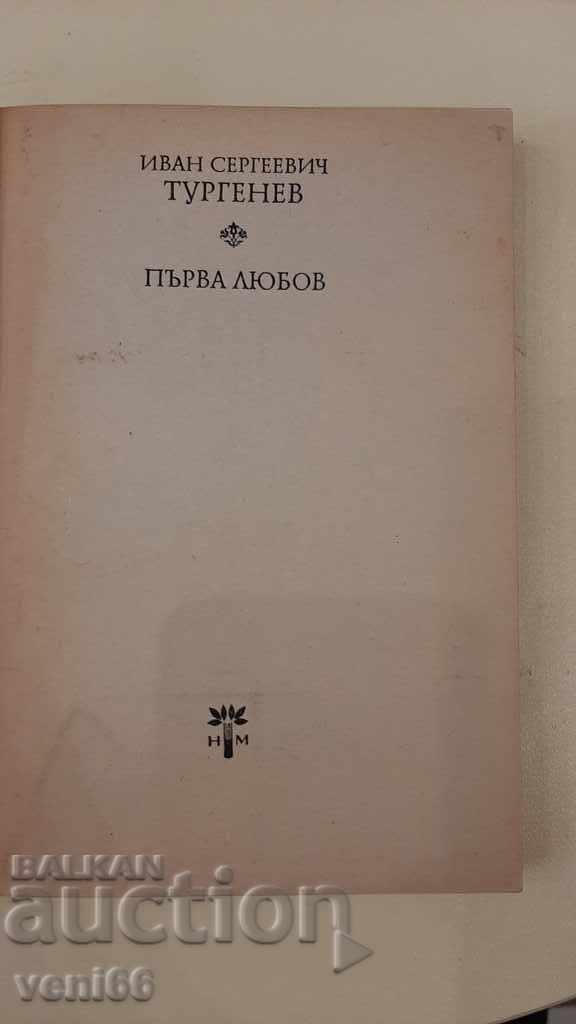 ИВАН СЕРГЕЕВИЧ
ТУРГЕНЕВ
ПЪРВА ЛЮБОВ
Н М
BALKAN
auction
veni66